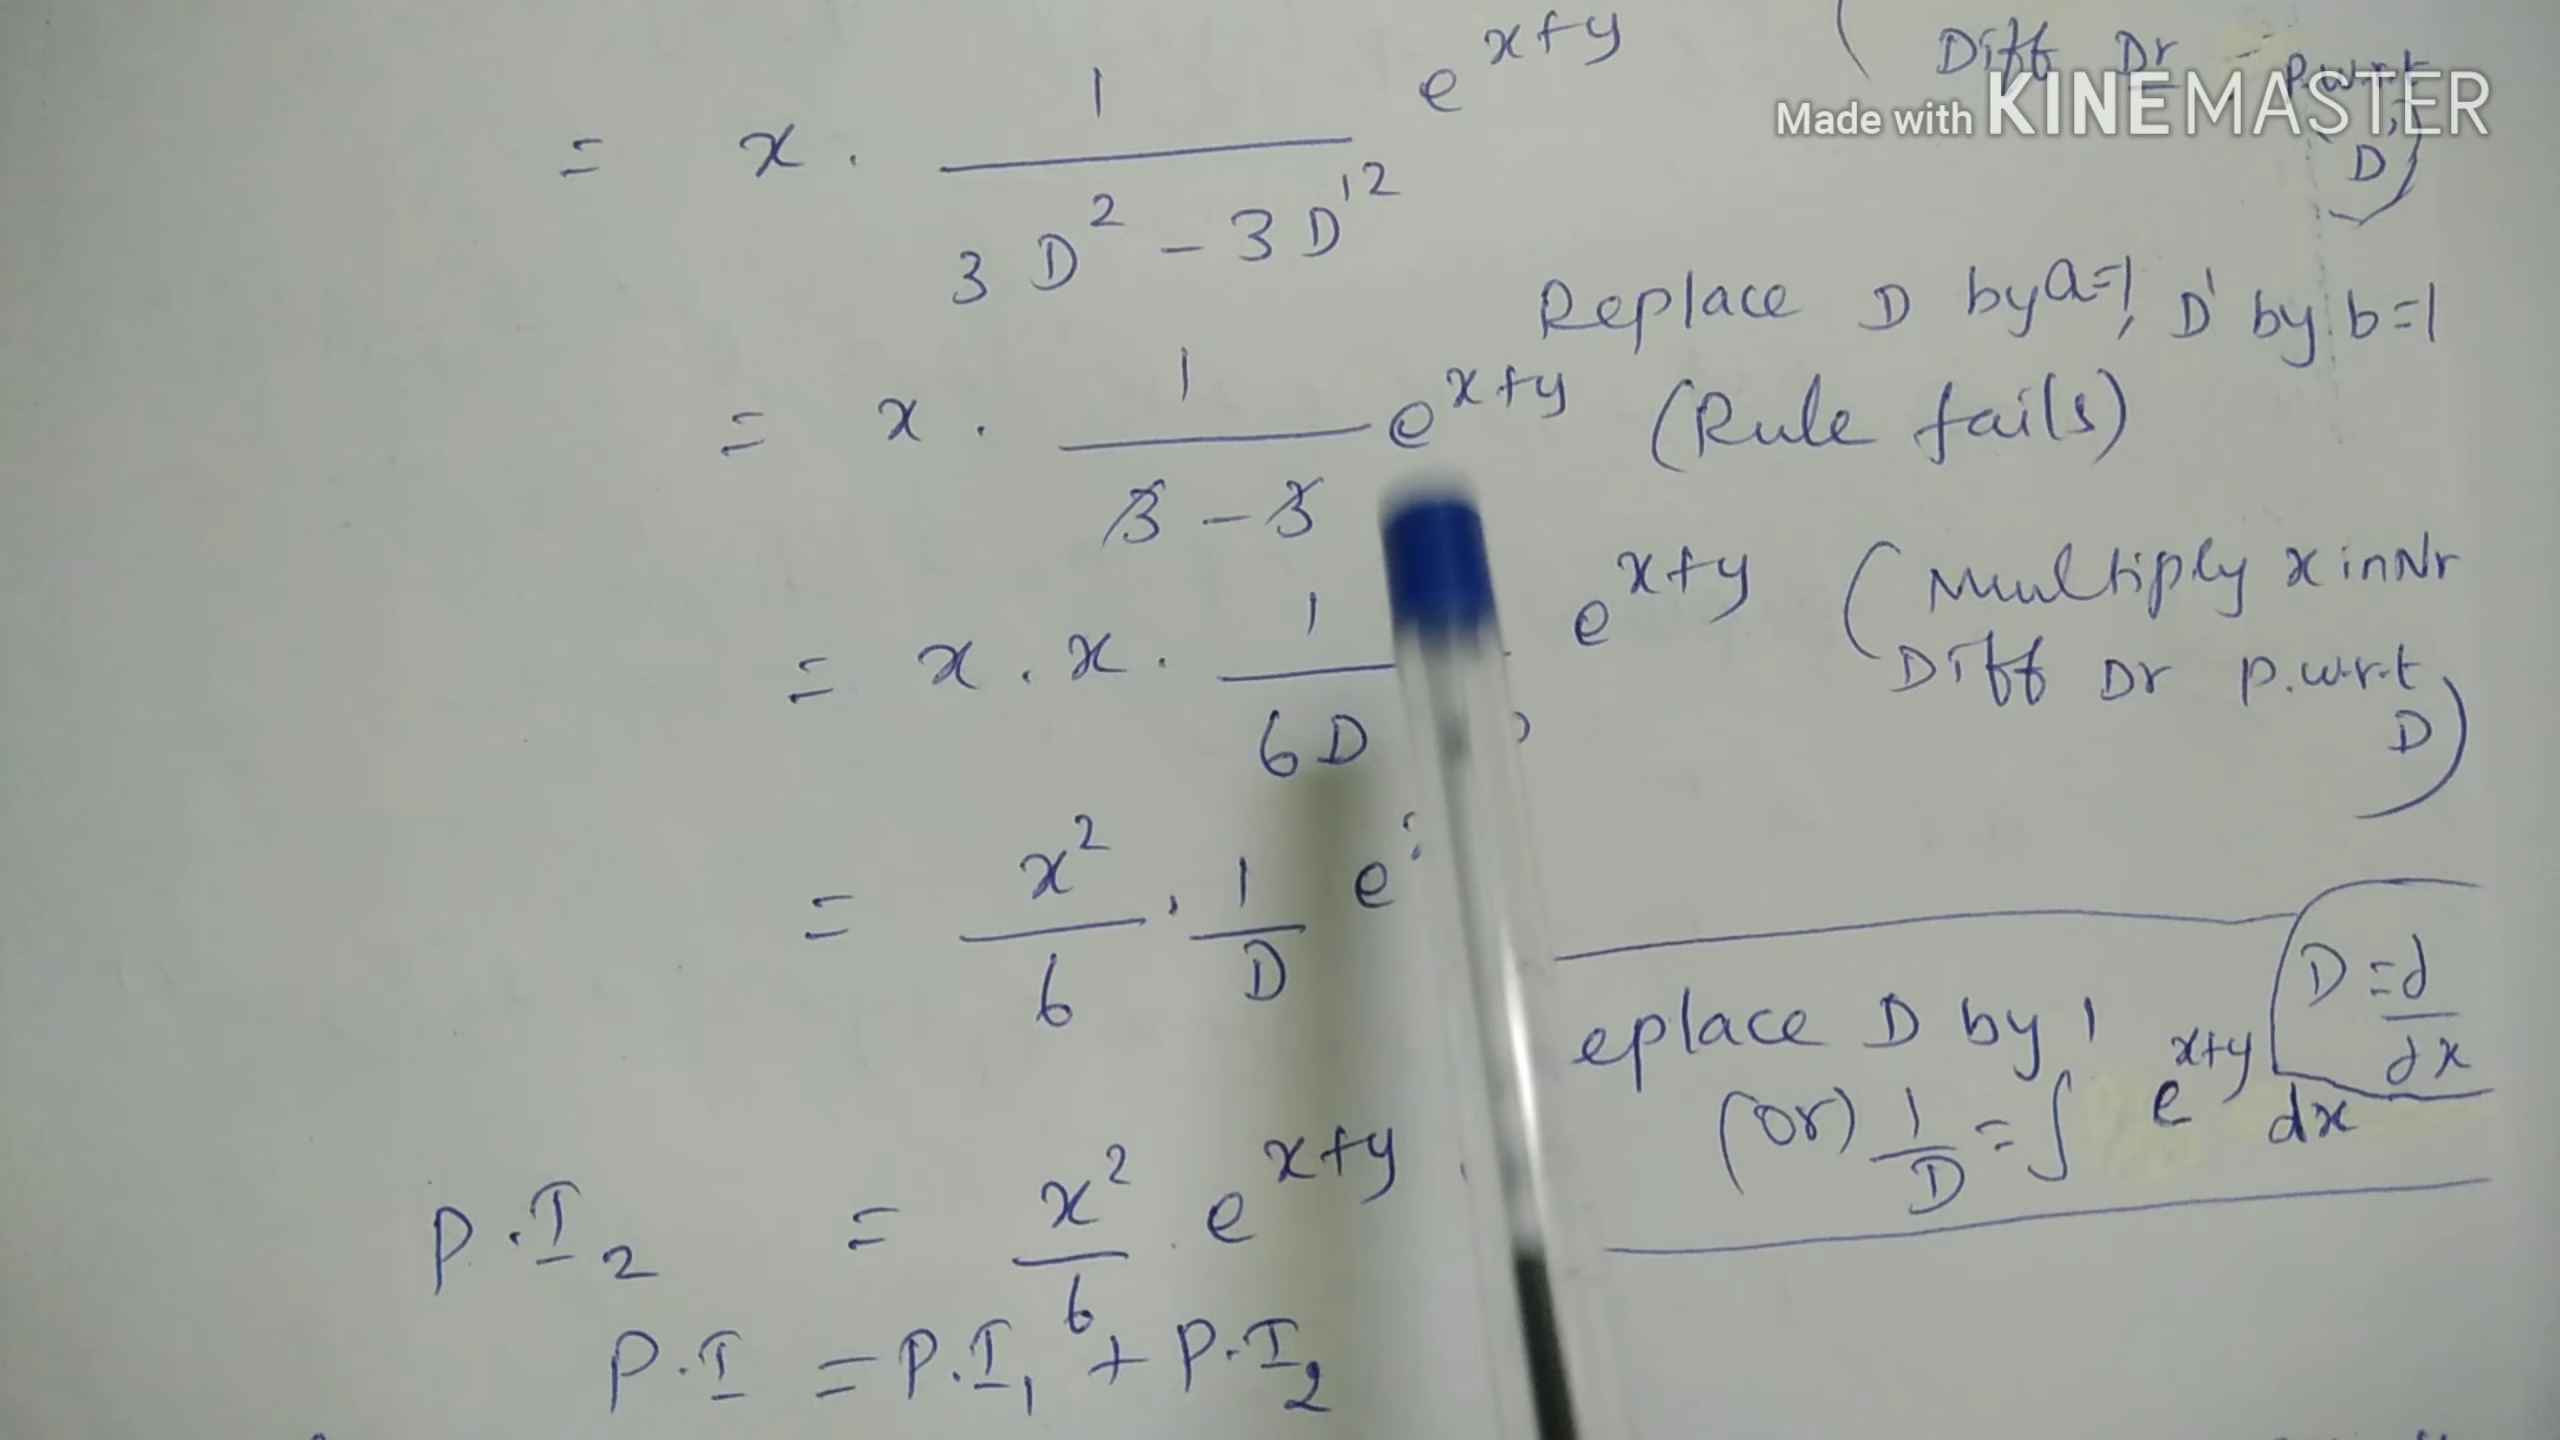 = x . 1 / (3D² - 3D'²) e^(x+y) ( Diff Dr p.w.r.t D)
Made with KINEMASTER
Replace D by a=1, D' by b=1
= x . 1 / (3 - 3) e^(x+y) (Rule fails)
= x . x . 1 / 6D e^(x+y) ( Multiply x in Nr
Diff Dr p.w.r.t D)
= x²/6 . 1/D e
eplace D by 1
D = ∂/∂x
(or) 1/D = ∫ e^(x+y) dx
P.I₂ = x²/6 . e^(x+y)
P.I = P.I₁ + P.I₂